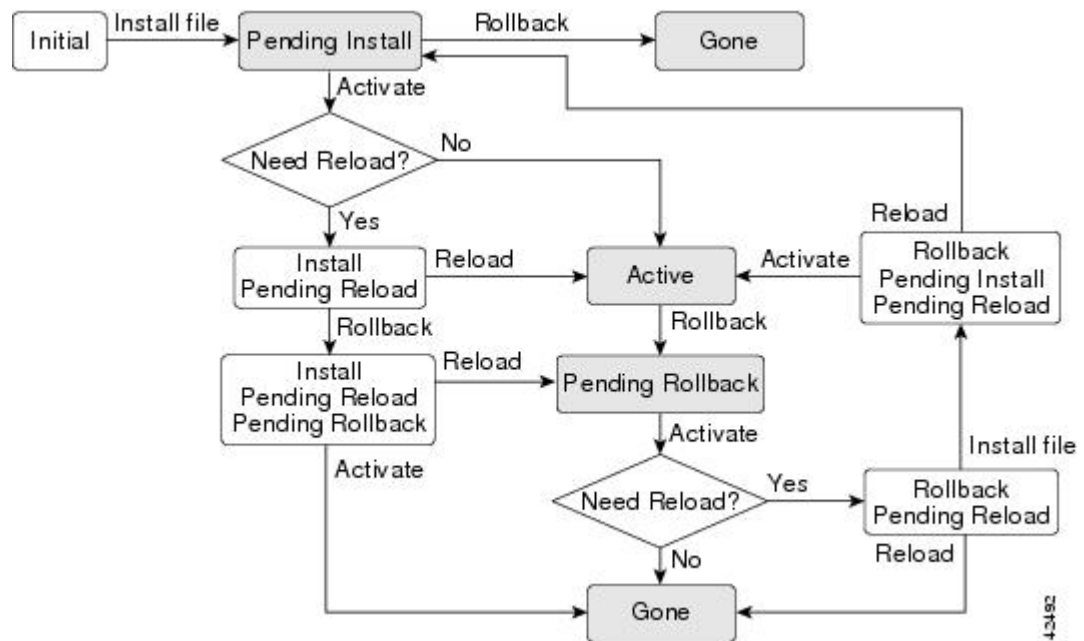 Initial
Install file
Pending Install
Rollback
Gone
Activate
Need Reload?
No
Yes
Install
Pending Reload
Reload
Active
Activate
Reload
Rollback
Pending Install
Pending Reload
Rollback
Rollback
Install
Pending Reload
Pending Rollback
Reload
Pending Rollback
Activate
Activate
Install file
Need Reload?
Yes
Rollback
Pending Reload
No
Reload
Gone
42492